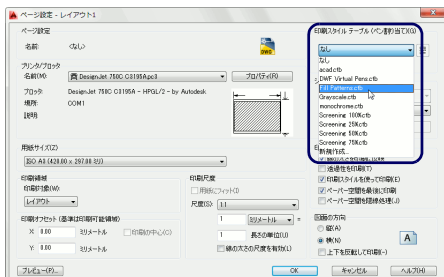 ページ設定 - レイアウト1
ページ設定
名前: <なし>
DWG
印刷スタイル テーブル (ペン割り当て)(G)
なし
なし
acad.ctb
DWF Virtual Pens.ctb
Fill Patterns.ctb
Grayscale.ctb
monochrome.ctb
Screening 100%.ctb
Screening 25%.ctb
Screening 50%.ctb
Screening 75%.ctb
新規作成...
プリンタ/プロッタ
名前(M): DesignJet 750C C3195A.pc3
プロパティ(R)
プロッタ: DesignJet 750C C3195A - HPGL/2 - by Autodesk
場所: COM1
説明:
用紙サイズ(Z)
印刷領域
印刷対象(W):
レイアウト
印刷尺度
用紙にフィット(I)
尺度(S): 1:1
1 ミリメートル =
1 長さの単位(U)
線の太さの尺度を有効(L)
印刷オフセット (基準は印刷可能領域)
X: 0.00 ミリメートル 印刷の中心(C)
Y: 0.00 ミリメートル
透過性を印刷(T)
印刷スタイルを使って印刷(E)
ペーパー空間を最後に印刷
ペーパー空間を隠線処理(J)
図面の方向
縦(A)
横(N)
上下を反転して印刷(-)
A
プレビュー(P)...
OK
キャンセル
ヘルプ(H)